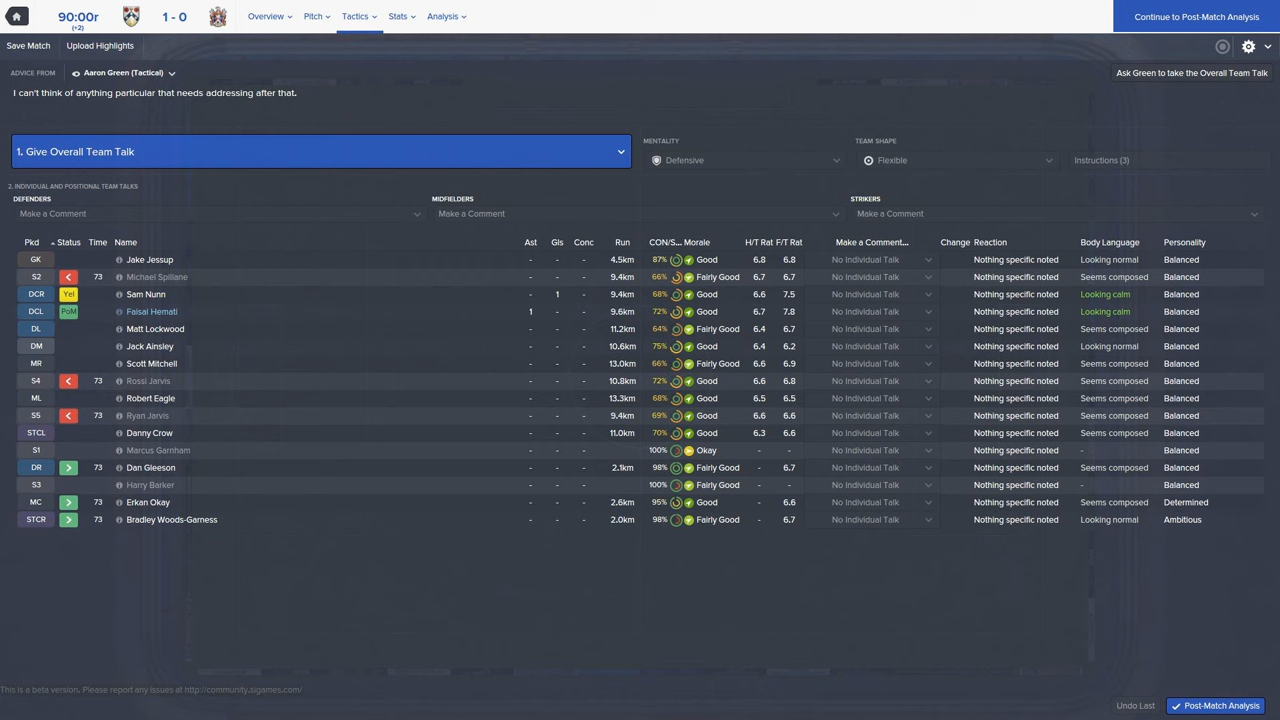 90:00r
(+2)
1 - 0
Overview
Pitch
Tactics
Stats
Analysis
Continue to Post-Match Analysis
Save Match
Upload Highlights
ADVICE FROM
Aaron Green (Tactical)
Ask Green to take the Overall Team Talk
I can't think of anything particular that needs addressing after that.
1. Give Overall Team Talk
MENTALITY
TEAM SHAPE
Defensive
Flexible
Instructions (3)
2. INDIVIDUAL AND POSITIONAL TEAM TALKS
DEFENDERS
MIDFIELDERS
STRIKERS
Make a Comment
Make a Comment
Make a Comment
Pkd Status Time Name Ast Gls Conc Run CON/S... Morale H/T Rat F/T Rat Make a Comment... Change Reaction Body Language Personality
GK Jake Jessup - - - 4.5km 87% Good 6.8 6.8 No Individual Talk Nothing specific noted Looking normal Balanced
S2 73 Michael Spillane - - - 9.4km 66% Fairly Good 6.7 6.7 No Individual Talk Nothing specific noted Seems composed Balanced
DCR Yel Sam Nunn - 1 - 9.4km 68% Good 6.6 7.5 No Individual Talk Nothing specific noted Looking calm Balanced
DCL PoM Faisal Hemati 1 - - 9.6km 72% Good 6.7 7.8 No Individual Talk Nothing specific noted Looking calm Balanced
DL Matt Lockwood - - - 11.2km 64% Fairly Good 6.4 6.7 No Individual Talk Nothing specific noted Seems composed Balanced
DM Jack Ainsley - - - 10.6km 75% Good 6.4 6.2 No Individual Talk Nothing specific noted Looking normal Balanced
MR Scott Mitchell - - - 13.0km 66% Fairly Good 6.6 6.9 No Individual Talk Nothing specific noted Seems composed Balanced
S4 73 Rossi Jarvis - - - 10.8km 72% Good 6.6 6.8 No Individual Talk Nothing specific noted Seems composed Balanced
ML Robert Eagle - - - 13.3km 68% Good 6.5 6.5 No Individual Talk Nothing specific noted Seems composed Balanced
S5 73 Ryan Jarvis - - - 9.4km 69% Good 6.6 6.6 No Individual Talk Nothing specific noted Seems composed Balanced
STCL Danny Crow - - - 11.0km 70% Good 6.3 6.6 No Individual Talk Nothing specific noted Seems composed Balanced
S1 Marcus Garnham - - - 100% Okay - - No Individual Talk Nothing specific noted - Balanced
DR 73 Dan Gleeson - - - 2.1km 98% Fairly Good - 6.7 No Individual Talk Nothing specific noted Seems composed Balanced
S3 Harry Barker - - - 100% Fairly Good - - No Individual Talk Nothing specific noted - Balanced
MC 73 Erkan Okay - - - 2.6km 95% Good - 6.6 No Individual Talk Nothing specific noted Seems composed Determined
STCR 73 Bradley Woods-Garness - - - 2.0km 98% Fairly Good - 6.7 No Individual Talk Nothing specific noted Looking normal Ambitious
This is a beta version. Please report any issues at http://community.sigames.com/
Undo Last
Post-Match Analysis